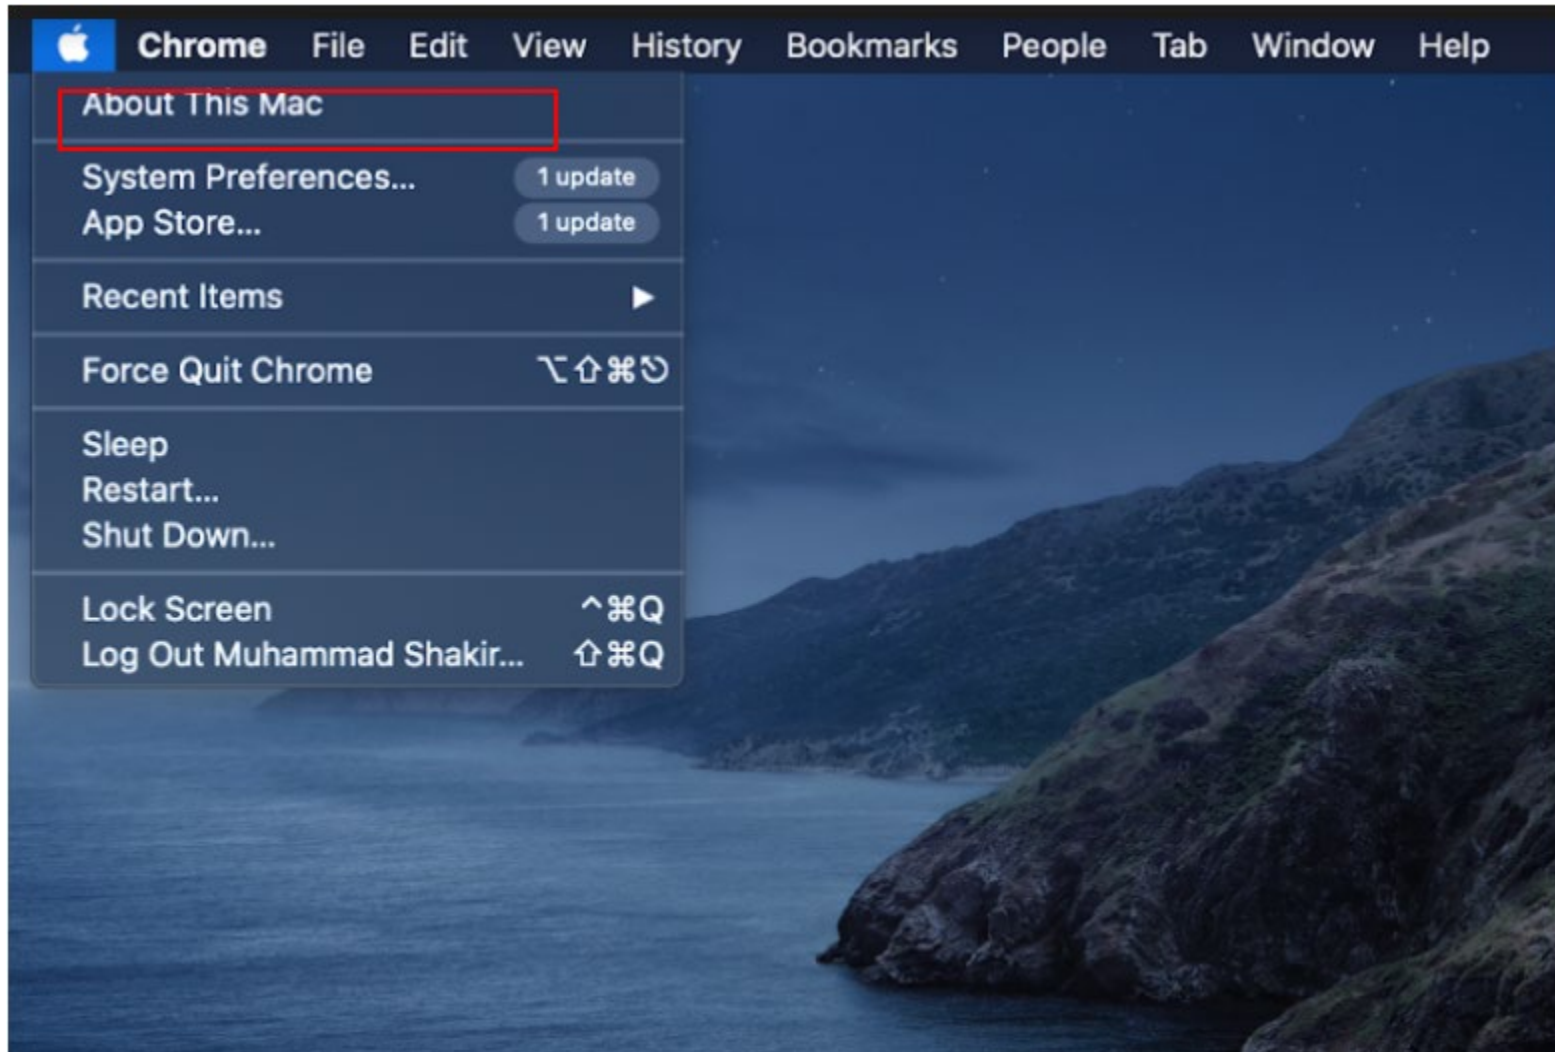 Chrome File Edit View History Bookmarks People Tab Window Help
About This Mac
System Preferences... 1 update
App Store... 1 update
Recent Items ▶
Force Quit Chrome ⌥⇧⌘⎋
Sleep
Restart...
Shut Down...
Lock Screen ^⌘Q
Log Out Muhammad Shakir... ⇧⌘Q